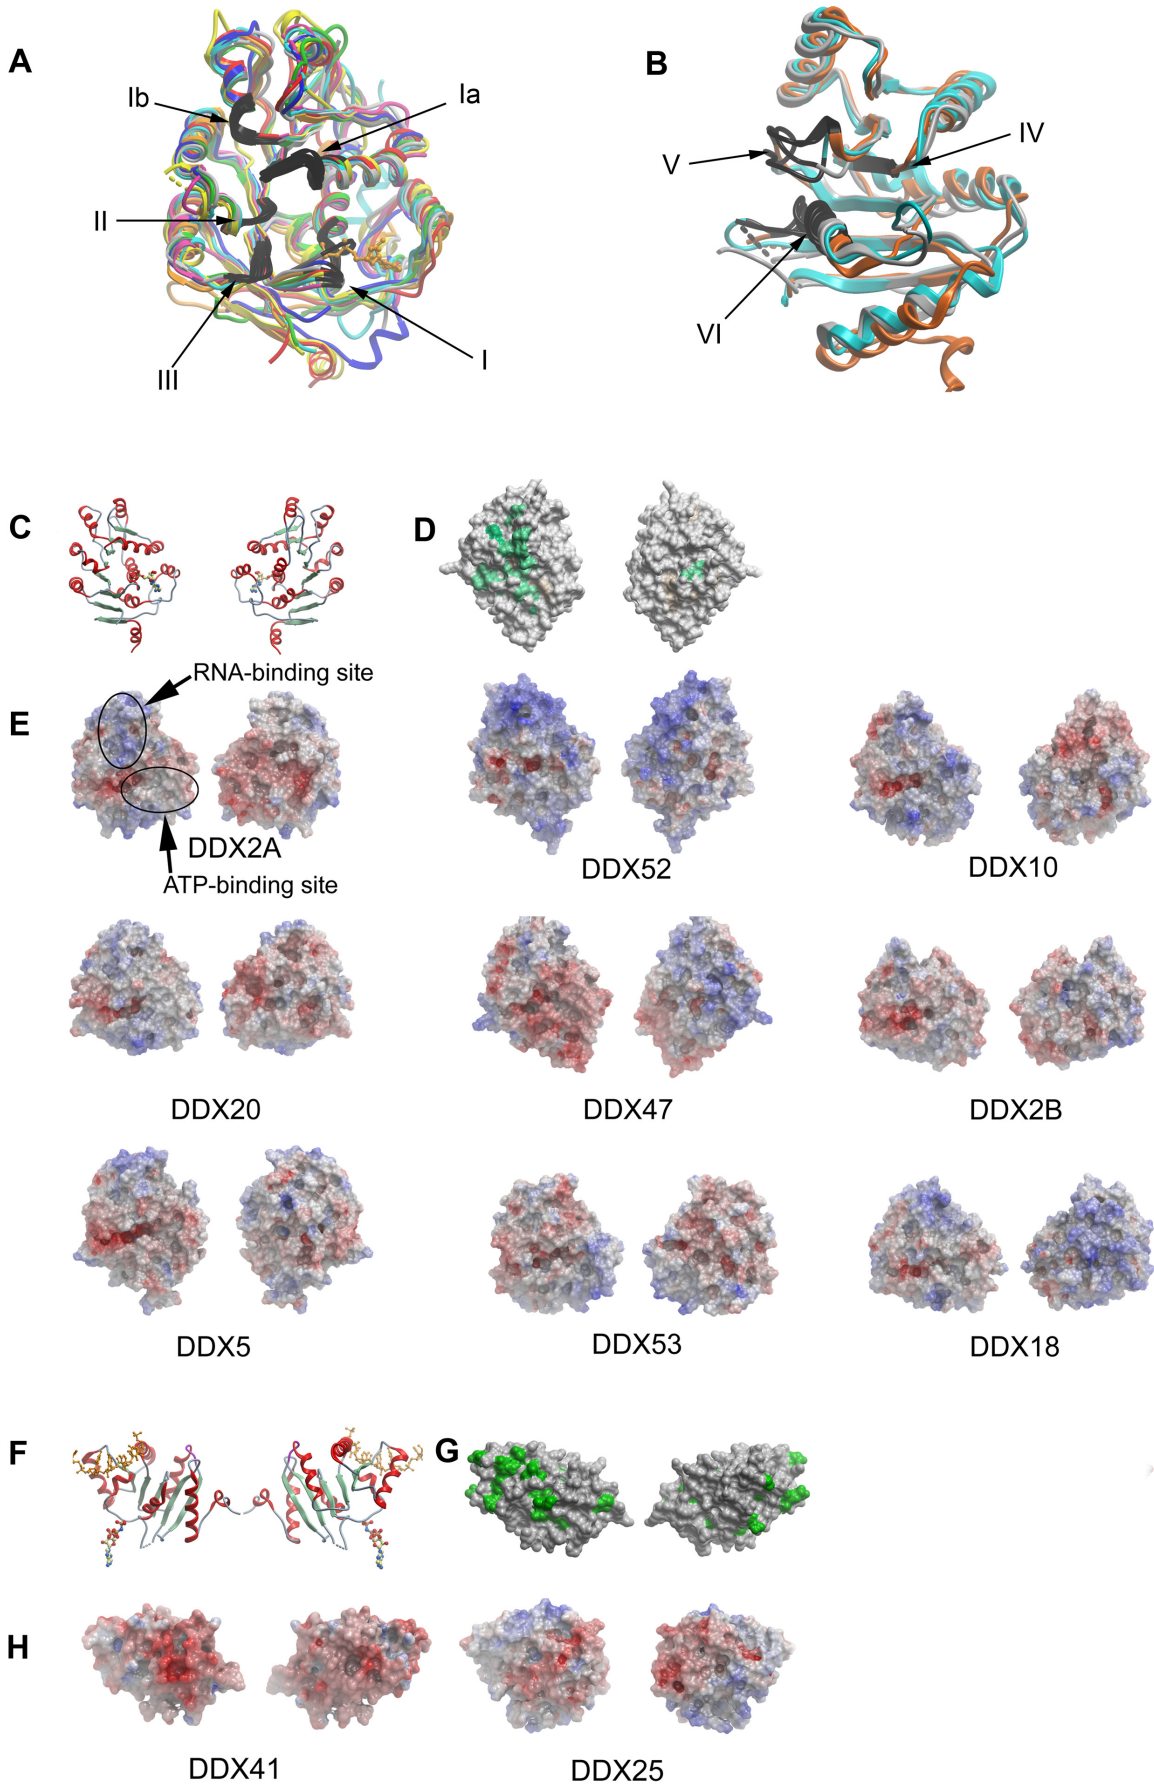 A
B
Ib
Ia
IV
V
II
VI
III
I
C
D
RNA-binding site
E
DDX2A
ATP-binding site
DDX52
DDX10
DDX20
DDX47
DDX2B
DDX5
DDX53
DDX18
F
G
H
DDX41
DDX25